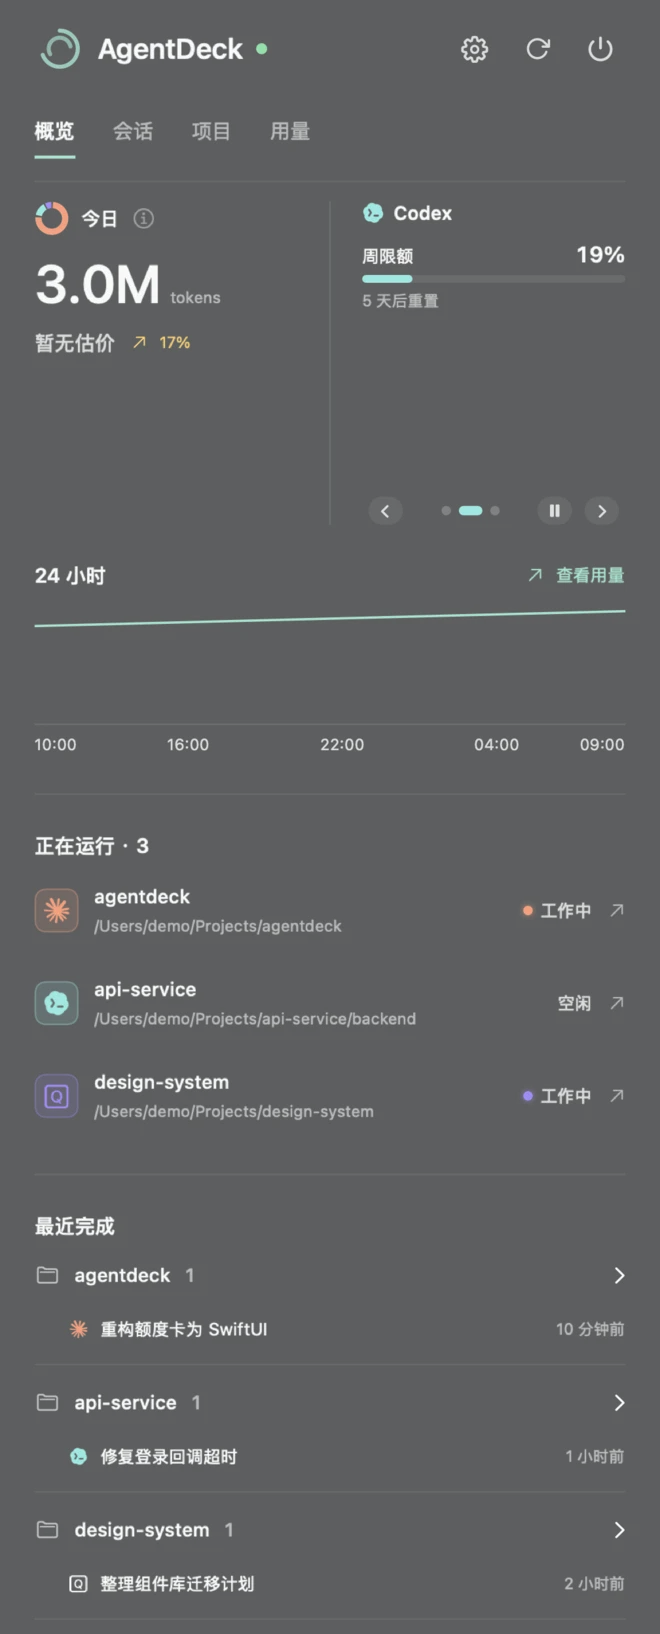 AgentDeck
概览 会话 项目 用量
今日
3.0M tokens
暂无估价 17%
Codex
周限额 19%
5 天后重置
24 小时 查看用量
10:00 16:00 22:00 04:00 09:00
正在运行 · 3
agentdeck
/Users/demo/Projects/agentdeck
工作中
api-service
/Users/demo/Projects/api-service/backend
空闲
design-system
/Users/demo/Projects/design-system
工作中
最近完成
agentdeck 1
重构额度卡为 SwiftUI 10 分钟前
api-service 1
修复登录回调超时 1 小时前
design-system 1
整理组件库迁移计划 2 小时前